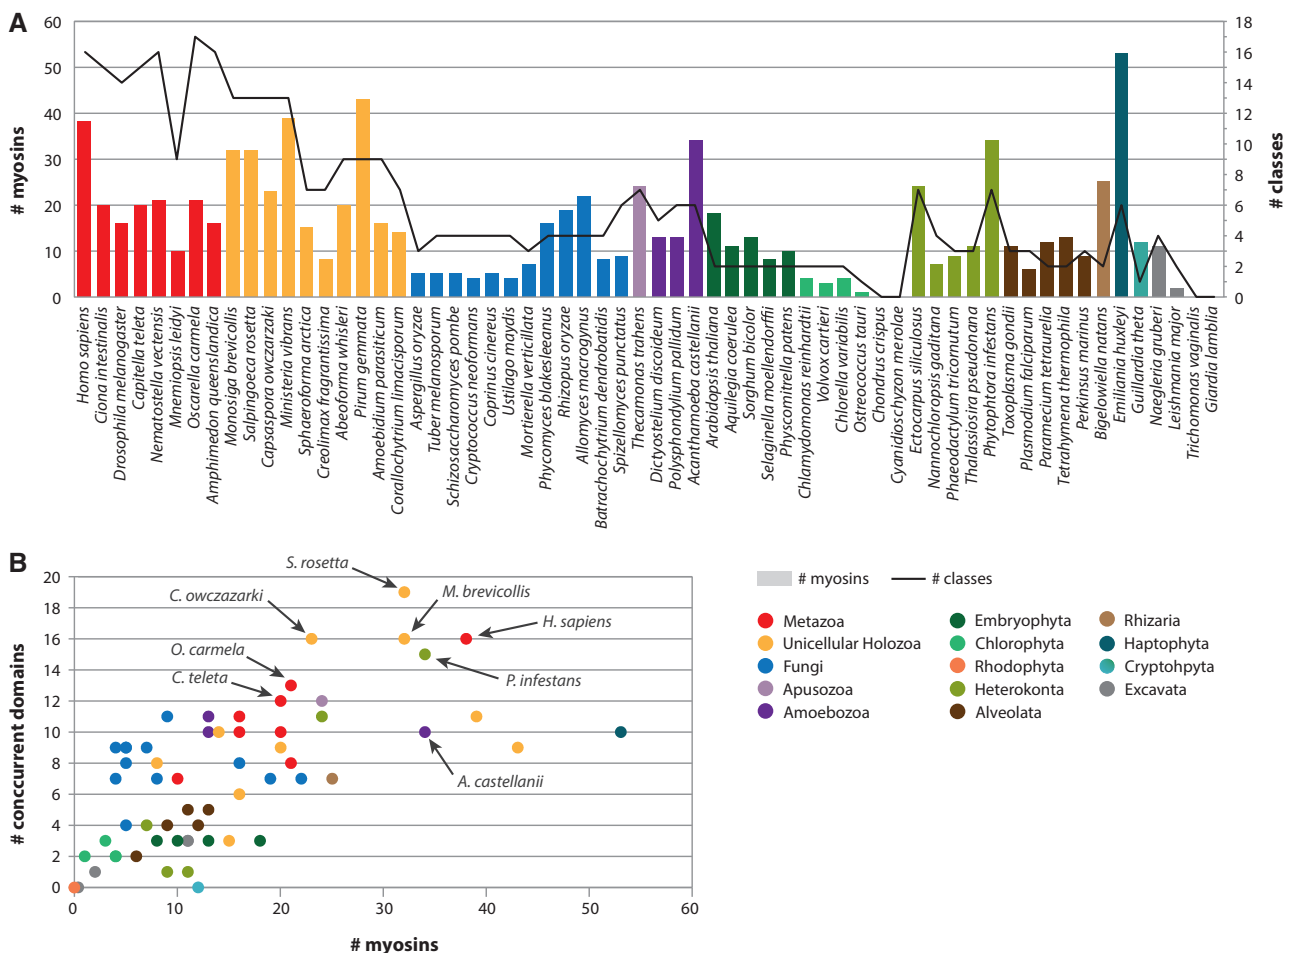 A
60
50
40
30
20
10
0
# myosins
18
16
14
12
10
8
6
4
2
0
# classes
Homo sapiens
Ciona intestinalis
Drosophila melanogaster
Capitella teleta
Nematostella vectensis
Mnemiopsis leidyi
Oscarella carmela
Amphimedon queenslandica
Monosiga brevicollis
Salpingoeca rosetta
Capsaspora owczarzaki
Ministeria vibrans
Sphaeroforma arctica
Creolimax fragrantissima
Abeoforma whisleri
Pirum gemmata
Amoebidium parasiticum
Corallochytrium limacisporum
Aspergillus oryzae
Tuber melanosporum
Schizosaccharomyces pombe
Cryptococcus neoformans
Coprinus cinereus
Ustilago maydis
Mortierella verticillata
Phycomyces blakesleeanus
Rhizopus oryzae
Allomyces macrogynus
Batrachochytrium dendrobatidis
Spizellomyces punctatus
Thecamonas trahens
Dictyostelium discoideum
Polysphondylium pallidum
Acanthamoeba castellanii
Arabidopsis thaliana
Aquilegia coerulea
Sorghum bicolor
Selaginella moellendorffii
Physcomitrella patens
Chlamydomonas reinhardtii
Volvox carteri
Chlorella variabilis
Ostreococcus tauri
Chondrus crispus
Cyanidioschyzon merolae
Ectocarpus siliculosus
Nannochloropsis gaditana
Phaeodactylum tricornutum
Thalassiosira pseudonana
Phytophtora infestans
Toxoplasma gondii
Plasmodium falciparum
Paramecium tetraurelia
Tetrahymena thermophila
Perkinsus marinus
Bigelowiella natans
Emiliania huxleyi
Guillardia theta
Naegleria gruberi
Leishmania major
Trichomonas vaginalis
Giardia lamblia
B
20
18
16
14
12
10
8
6
4
2
0
# conccurrent domains
S. rosetta
C. owczazarki
M. brevicollis
H. sapiens
O. carmela
P. infestans
C. teleta
A. castellanii
0
10
20
30
40
50
60
# myosins
# myosins
# classes
Metazoa
Unicellular Holozoa
Fungi
Apusozoa
Amoebozoa
Embryophyta
Chlorophyta
Rhodophyta
Heterokonta
Alveolata
Rhizaria
Haptophyta
Cryptohpyta
Excavata